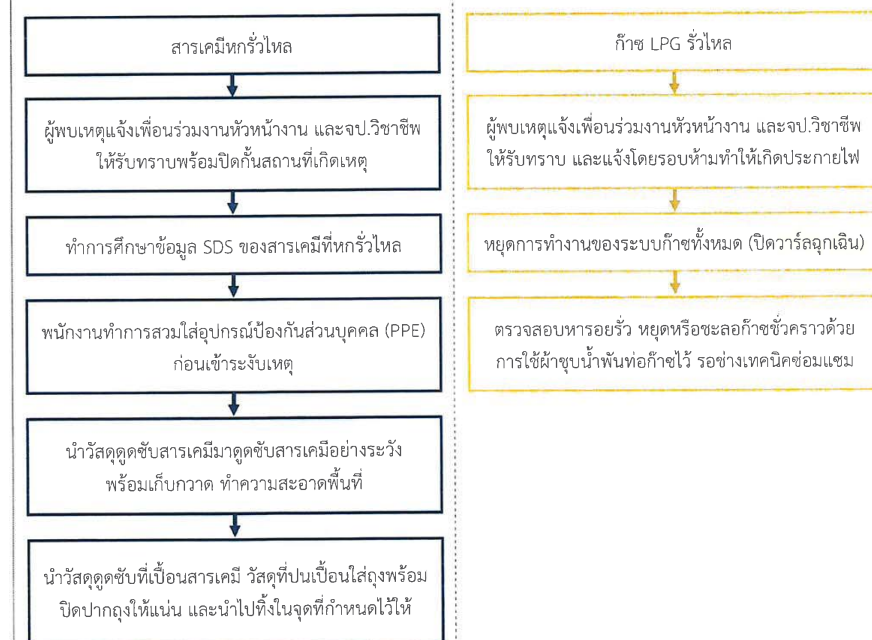 สารเคมีหกรั่วไหล
ผู้พบเหตุแจ้งเพื่อนร่วมงานหัวหน้างาน และจป.วิชาชีพ
ให้รับทราบพร้อมปิดกั้นสถานที่เกิดเหตุ
ทำการศึกษาข้อมูล SDS ของสารเคมีที่หกรั่วไหล
พนักงานทำการสวมใส่อุปกรณ์ป้องกันส่วนบุคคล (PPE)
ก่อนเข้าระงับเหตุ
นำวัสดุดูดซับสารเคมีมาดูดซับสารเคมีอย่างระวัง
พร้อมเก็บกวาด ทำความสะอาดพื้นที่
นำวัสดุดูดซับที่เปื้อนสารเคมี วัสดุที่ปนเปื้อนใส่ถุงพร้อม
ปิดปากถุงให้แน่น และนำไปทิ้งในจุดที่กำหนดไว้ให้
ก๊าซ LPG รั่วไหล
ผู้พบเหตุแจ้งเพื่อนร่วมงานหัวหน้างาน และจป.วิชาชีพ
ให้รับทราบ และแจ้งโดยรอบห้ามทำให้เกิดประกายไฟ
หยุดการทำงานของระบบก๊าซทั้งหมด (ปิดวาร์ลฉุกเฉิน)
ตรวจสอบหารอยรั่ว หยุดหรือชะลอก๊าซชั่วคราวด้วย
การใช้ผ้าชุบน้ำพันท่อก๊าซไว้ รอช่างเทคนิคซ่อมแซม